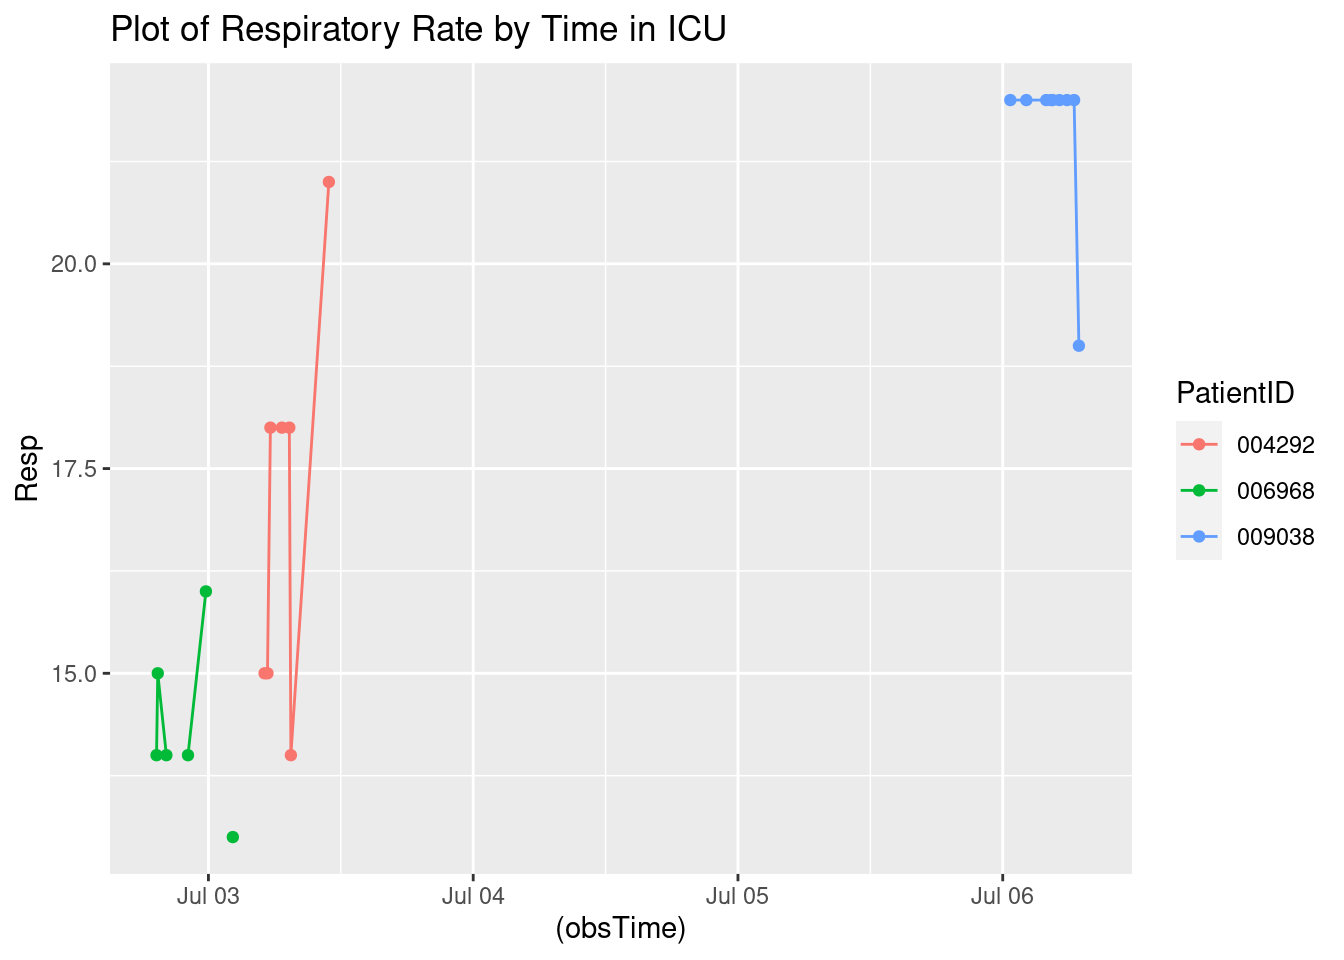 Plot of Respiratory Rate by Time in ICU
20.0
17.5
15.0
Resp
Jul 03 Jul 04 Jul 05 Jul 06
(obsTime)
PatientID
004292
006968
009038